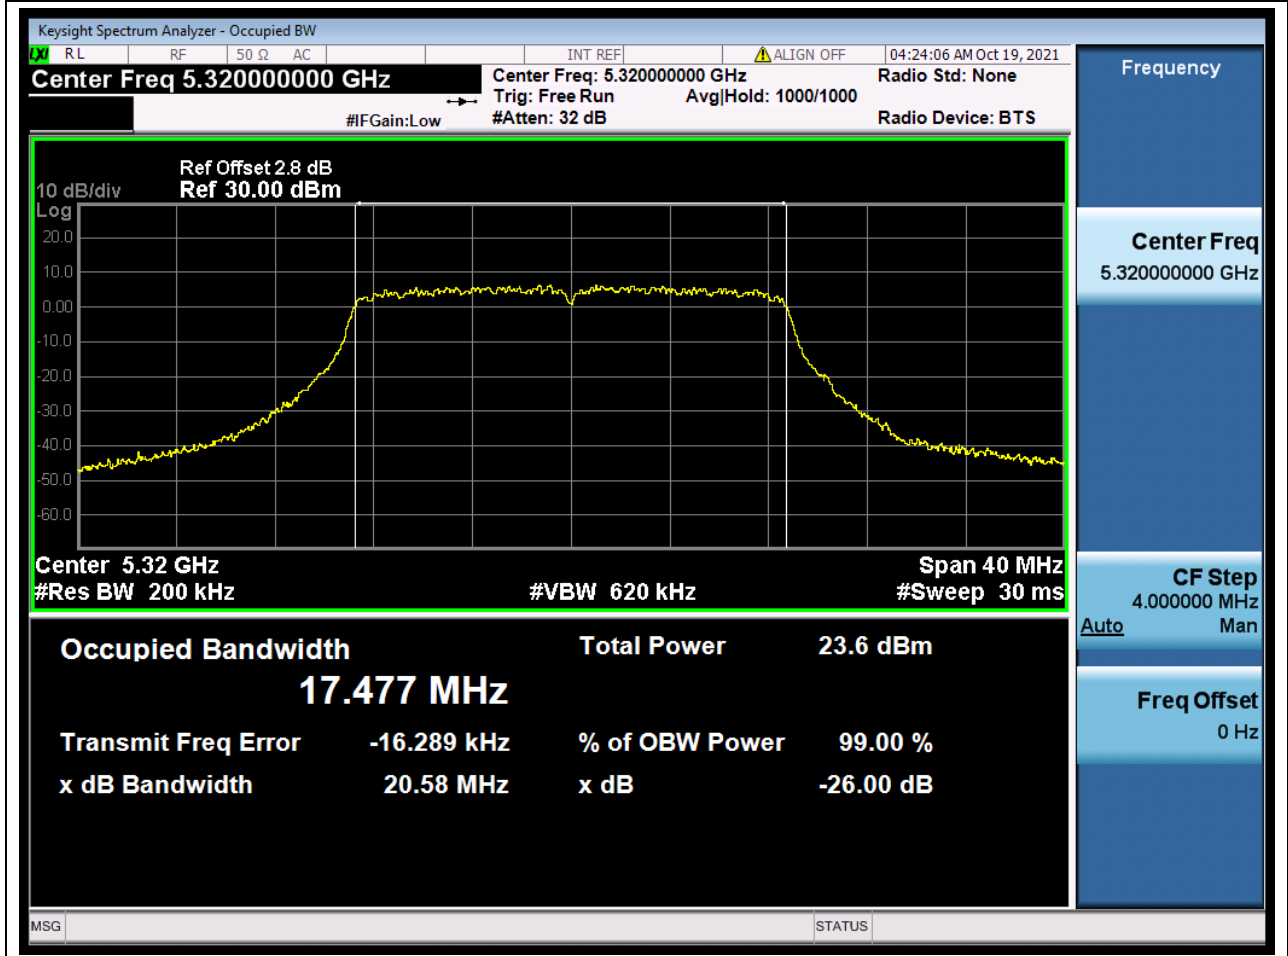 Keysight Spectrum Analyzer - Occupied BW
LXI RL RF 50 Ω AC INT REF ALIGN OFF 04:24:06 AM Oct 19, 2021
Center Freq 5.320000000 GHz
Center Freq: 5.320000000 GHz
Radio Std: None
Trig: Free Run Avg|Hold: 1000/1000
#IFGain:Low
#Atten: 32 dB
Radio Device: BTS
Ref Offset 2.8 dB
10 dB/div Ref 30.00 dBm
Log
20.0
10.0
0.00
-10.0
-20.0
-30.0
-40.0
-50.0
-60.0
Center 5.32 GHz Span 40 MHz
#Res BW 200 kHz #VBW 620 kHz #Sweep 30 ms
Occupied Bandwidth Total Power 23.6 dBm
17.477 MHz
Transmit Freq Error -16.289 kHz % of OBW Power 99.00 %
x dB Bandwidth 20.58 MHz x dB -26.00 dB
Frequency
Center Freq
5.320000000 GHz
CF Step
4.000000 MHz
Auto Man
Freq Offset
0 Hz
MSG STATUS